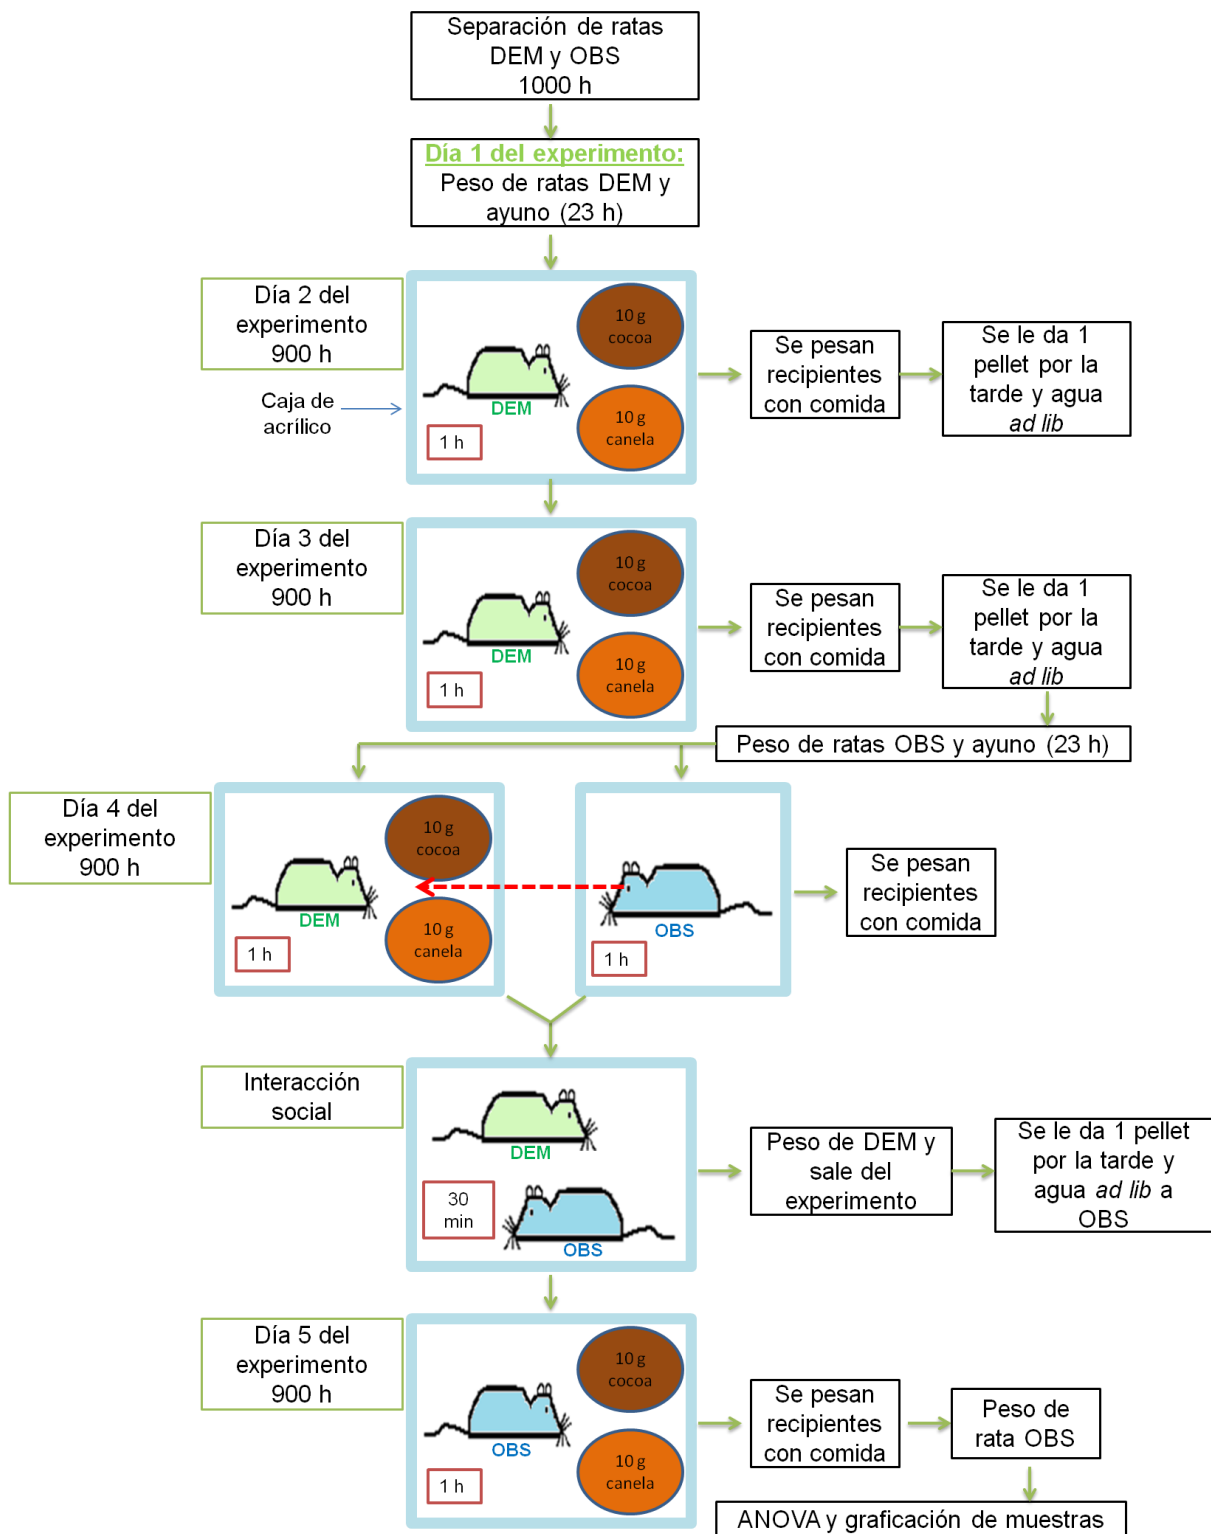 Separación de ratas
DEM y OBS
1000 h
Día 1 del experimento:
Peso de ratas DEM y
ayuno (23 h)
Día 2 del
experimento
900 h
Caja de
acrílico
10 g
cocoa
DEM
10 g
canela
1 h
Se pesan
recipientes
con comida
Se le da 1
pellet por la
tarde y agua
ad lib
Día 3 del
experimento
900 h
10 g
cocoa
DEM
10 g
canela
1 h
Se pesan
recipientes
con comida
Se le da 1
pellet por la
tarde y agua
ad lib
Peso de ratas OBS y ayuno (23 h)
Día 4 del
experimento
900 h
10 g
cocoa
DEM
10 g
canela
1 h
OBS
1 h
Se pesan
recipientes
con comida
Interacción
social
DEM
30
min
OBS
Peso de DEM y
sale del
experimento
Se le da 1 pellet
por la tarde y
agua ad lib a
OBS
Día 5 del
experimento
900 h
10 g
cocoa
OBS
10 g
canela
1 h
Se pesan
recipientes
con comida
Peso de
rata OBS
ANOVA y graficación de muestras